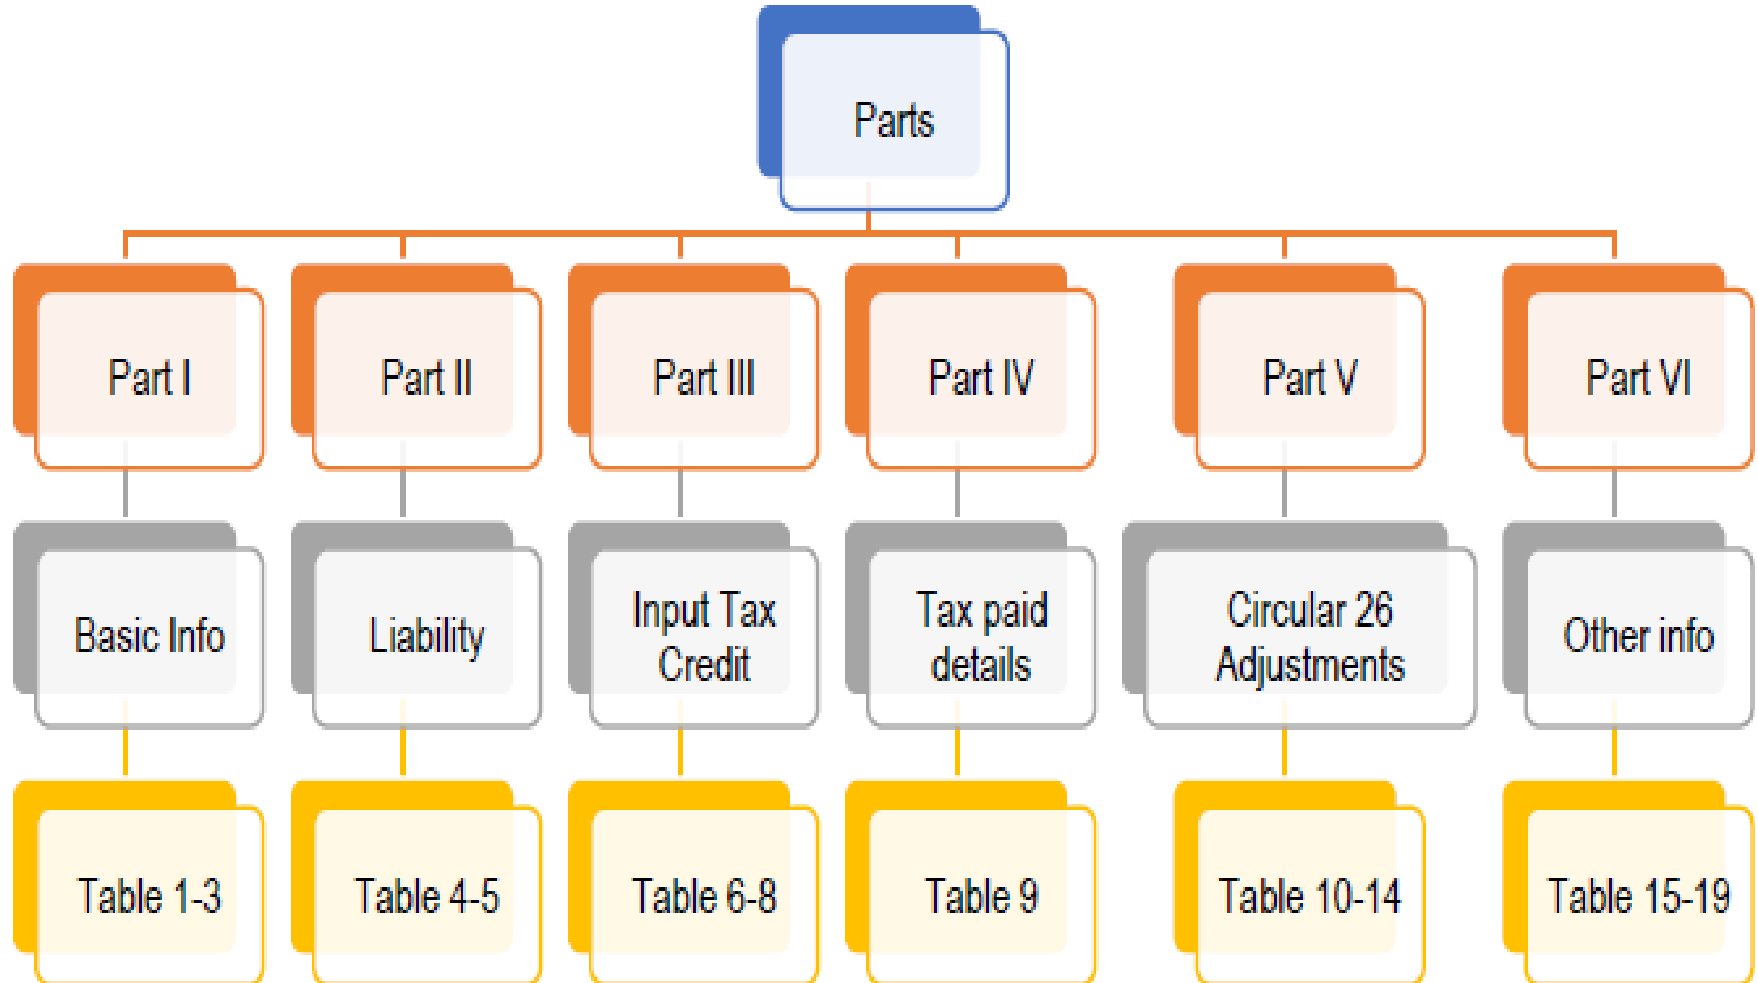 Parts
Part I
Part II
Part III
Part IV
Part V
Part VI
Basic Info
Liability
Input Tax
Credit
Tax paid
details
Circular 26
Adjustments
Other info
Table 1-3
Table 4-5
Table 6-8
Table 9
Table 10-14
Table 15-19